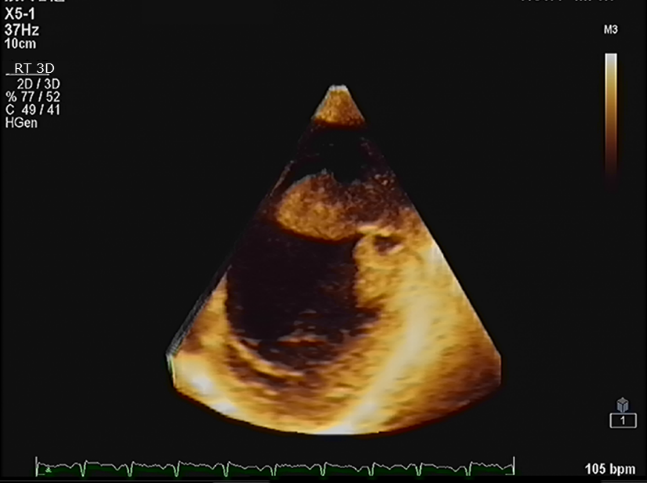 X5-1
37Hz
10cm
M3
RT 3D
2D / 3D
% 77 / 52
C 49 / 41
HGen
1
105 bpm